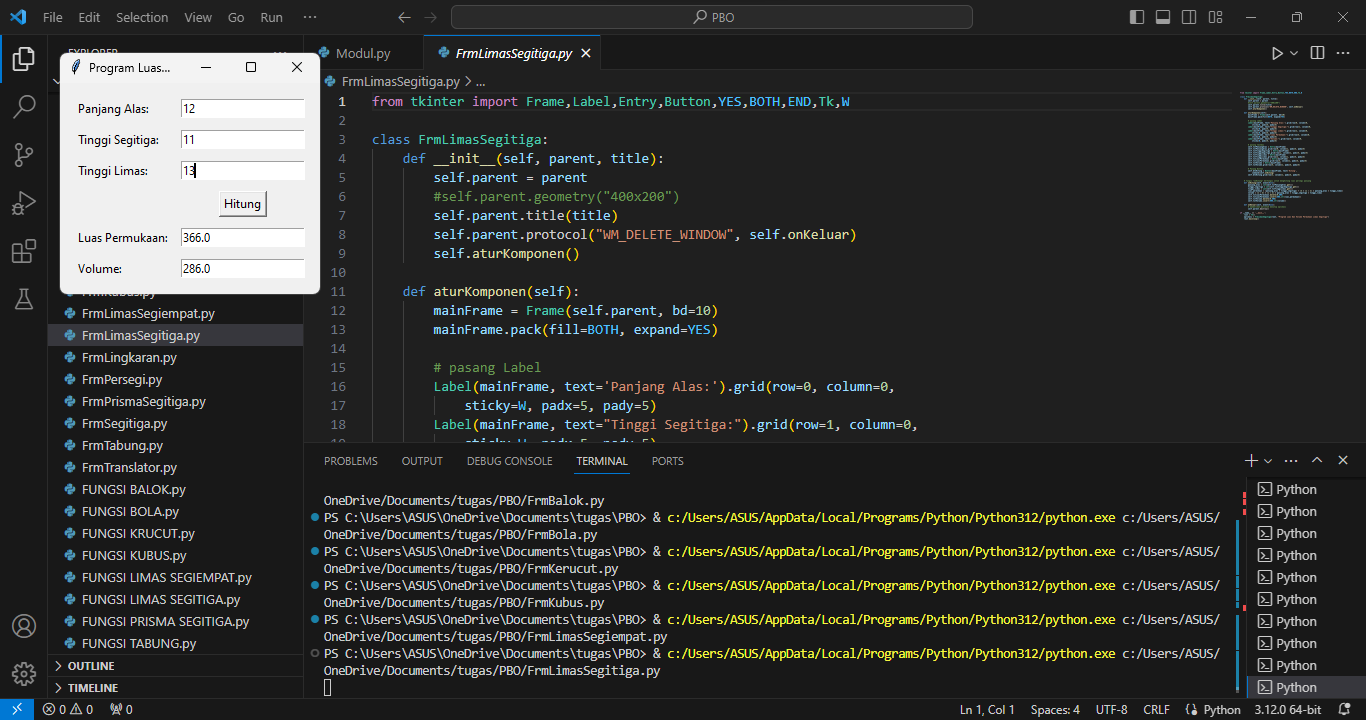 File Edit Selection View Go Run ··· PBO
EXPLORER
Program Luas...
Panjang Alas: 12
Tinggi Segitiga: 11
Tinggi Limas: 13
Hitung
Luas Permukaan: 366.0
Volume: 286.0
FrmKubus.py
FrmLimasSegiempat.py
FrmLimasSegitiga.py
FrmLingkaran.py
FrmPersegi.py
FrmPrismaSegitiga.py
FrmSegitiga.py
FrmTabung.py
FrmTranslator.py
FUNGSI BALOK.py
FUNGSI BOLA.py
FUNGSI KRUCUT.py
FUNGSI KUBUS.py
FUNGSI LIMAS SEGIEMPAT.py
FUNGSI LIMAS SEGITIGA.py
FUNGSI PRISMA SEGITIGA.py
FUNGSI TABUNG.py
OUTLINE
TIMELINE
Modul.py FrmLimasSegitiga.py
FrmLimasSegitiga.py > ...
1 from tkinter import Frame,Label,Entry,Button,YES,BOTH,END,Tk,W
2
3 class FrmLimasSegitiga:
4 def __init__(self, parent, title):
5 self.parent = parent
6 #self.parent.geometry("400x200")
7 self.parent.title(title)
8 self.parent.protocol("WM_DELETE_WINDOW", self.onKeluar)
9 self.aturKomponen()
10
11 def aturKomponen(self):
12 mainFrame = Frame(self.parent, bd=10)
13 mainFrame.pack(fill=BOTH, expand=YES)
14
15 # pasang Label
16 Label(mainFrame, text='Panjang Alas:').grid(row=0, column=0,
17 sticky=W, padx=5, pady=5)
18 Label(mainFrame, text="Tinggi Segitiga:").grid(row=1, column=0,
19 sticky=W, padx=5, pady=5)
PROBLEMS OUTPUT DEBUG CONSOLE TERMINAL PORTS
OneDrive/Documents/tugas/PBO/FrmBalok.py
PS C:\Users\ASUS\OneDrive\Documents\tugas\PBO> & c:/Users/ASUS/AppData/Local/Programs/Python/Python312/python.exe c:/Users/ASUS/
OneDrive/Documents/tugas/PBO/FrmBola.py
PS C:\Users\ASUS\OneDrive\Documents\tugas\PBO> & c:/Users/ASUS/AppData/Local/Programs/Python/Python312/python.exe c:/Users/ASUS/
OneDrive/Documents/tugas/PBO/FrmKerucut.py
PS C:\Users\ASUS\OneDrive\Documents\tugas\PBO> & c:/Users/ASUS/AppData/Local/Programs/Python/Python312/python.exe c:/Users/ASUS/
OneDrive/Documents/tugas/PBO/FrmKubus.py
PS C:\Users\ASUS\OneDrive\Documents\tugas\PBO> & c:/Users/ASUS/AppData/Local/Programs/Python/Python312/python.exe c:/Users/ASUS/
OneDrive/Documents/tugas/PBO/FrmLimasSegiempat.py
PS C:\Users\ASUS\OneDrive\Documents\tugas\PBO> & c:/Users/ASUS/AppData/Local/Programs/Python/Python312/python.exe c:/Users/ASUS/
OneDrive/Documents/tugas/PBO/FrmLimasSegitiga.py
Python
Python
Python
Python
Python
Python
Python
Python
Python
Python
0 0 0 Ln 1, Col 1 Spaces: 4 UTF-8 CRLF Python 3.12.0 64-bit